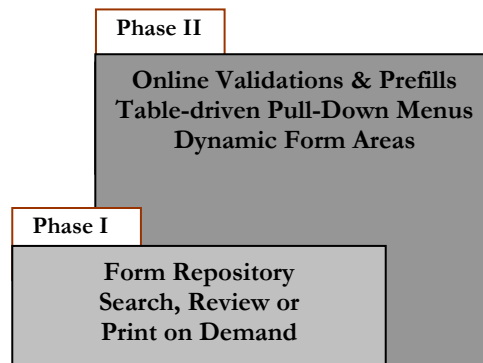 Phase II
Online Validations & Prefills
Table-driven Pull-Down Menus
Dynamic Form Areas
Phase I
Form Repository
Search, Review or
Print on Demand